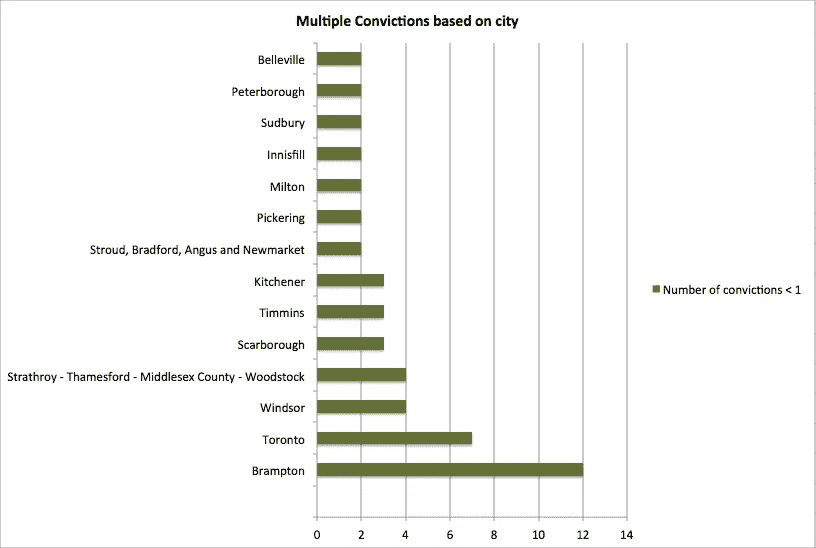 Multiple Convictions based on city
Belleville
Peterborough
Sudbury
Innisfill
Milton
Pickering
Stroud, Bradford, Angus and Newmarket
Kitchener
Timmins
Scarborough
Strathroy - Thamesford - Middlesex County - Woodstock
Windsor
Toronto
Brampton
Number of convictions < 1
0 2 4 6 8 10 12 14